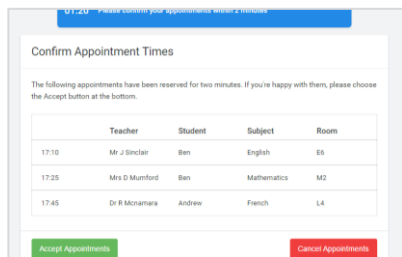 01:20 Please confirm your appointments within 2 minutes
Confirm Appointment Times
The following appointments have been reserved for two minutes. If you're happy with them, please choose
the Accept button at the bottom.
Teacher Student Subject Room
17:10 Mr J Sinclair Ben English E6
17:25 Mrs D Mumford Ben Mathematics M2
17:45 Dr R Mcnamara Andrew French L4
Accept Appointments Cancel Appointments